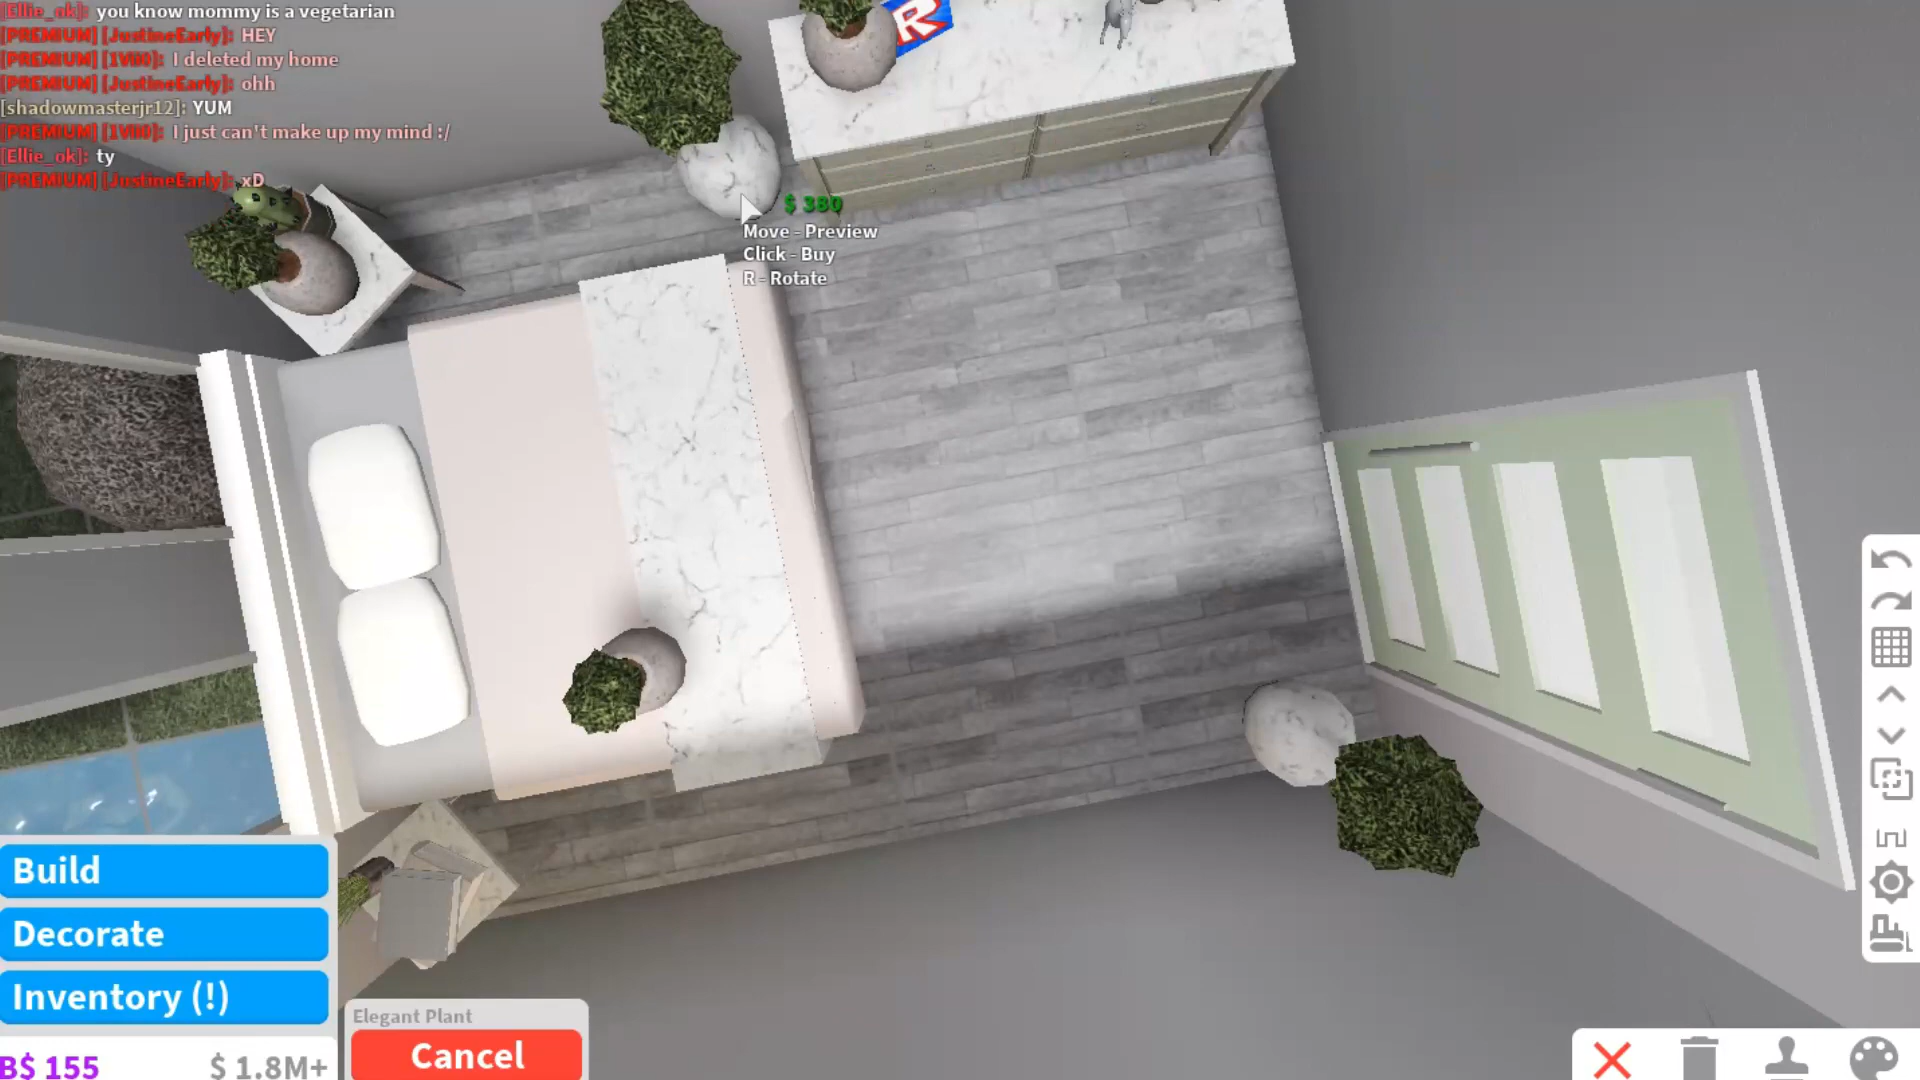 [Ellie_ok]: you know mommy is a vegetarian
[PREMIUM] [JustineEarly]: HEY
[PREMIUM] [1Vi00]: I deleted my home
[PREMIUM] [JustineEarly]: ohh
[shadowmasterjr12]: YUM
[PREMIUM] [1Vi00]: I just can't make up my mind :/
[Ellie_ok]: ty
[PREMIUM] [JustineEarly]: xD
R
$ 380
Move - Preview
Click - Buy
R - Rotate
Build
Decorate
Inventory (!)
B$ 155
$ 1.8M+
Elegant Plant
Cancel